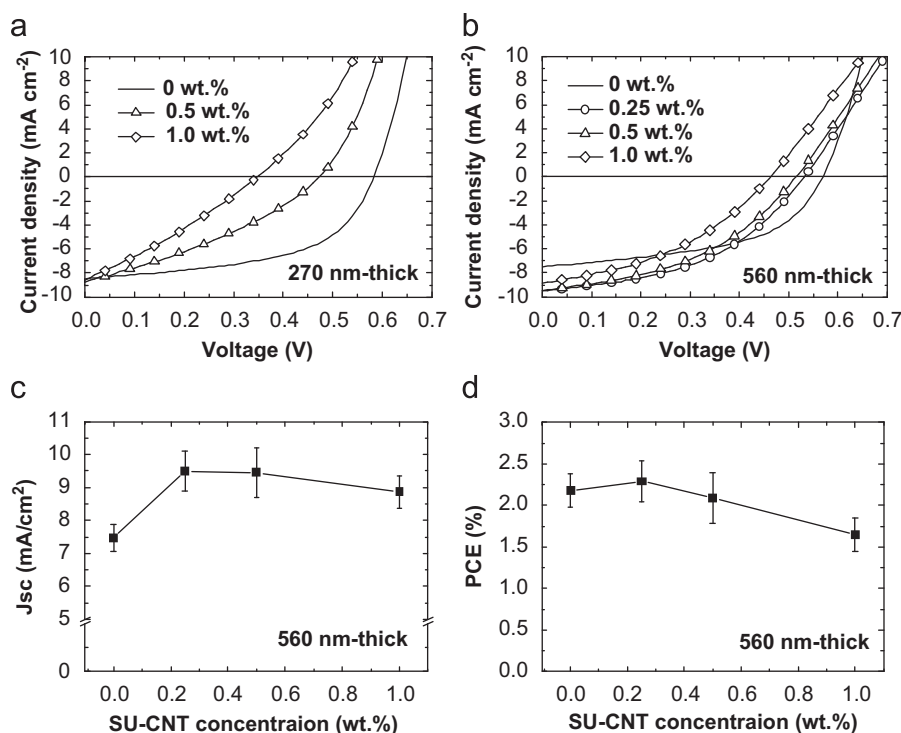 a
10
8
6
4
2
0
-2
-4
-6
-8
-10
Current density (mA cm-2)
0 wt.%
0.5 wt.%
1.0 wt.%
270 nm-thick
0.0 0.1 0.2 0.3 0.4 0.5 0.6 0.7
Voltage (V)
b
10
8
6
4
2
0
-2
-4
-6
-8
-10
Current density (mA cm-2)
0 wt.%
0.25 wt.%
0.5 wt.%
1.0 wt.%
560 nm-thick
0.0 0.1 0.2 0.3 0.4 0.5 0.6 0.7
Voltage (V)
c
11
10
9
8
7
6
5
0
Jsc (mA/cm2)
560 nm-thick
0.0 0.2 0.4 0.6 0.8 1.0
SU-CNT concentraion (wt.%)
d
3.0
2.5
2.0
1.5
1.0
0.5
0.0
PCE (%)
560 nm-thick
0.0 0.2 0.4 0.6 0.8 1.0
SU-CNT concentraion (wt.%)